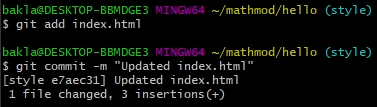 bakla@DESKTOP-BBMDGE3 MINGW64 ~/mathmod/hello (style)
$ git add index.html
bakla@DESKTOP-BBMDGE3 MINGW64 ~/mathmod/hello (style)
$ git commit -m "Updated index.html"
[style e7aec31] Updated index.html
 1 file changed, 3 insertions(+)